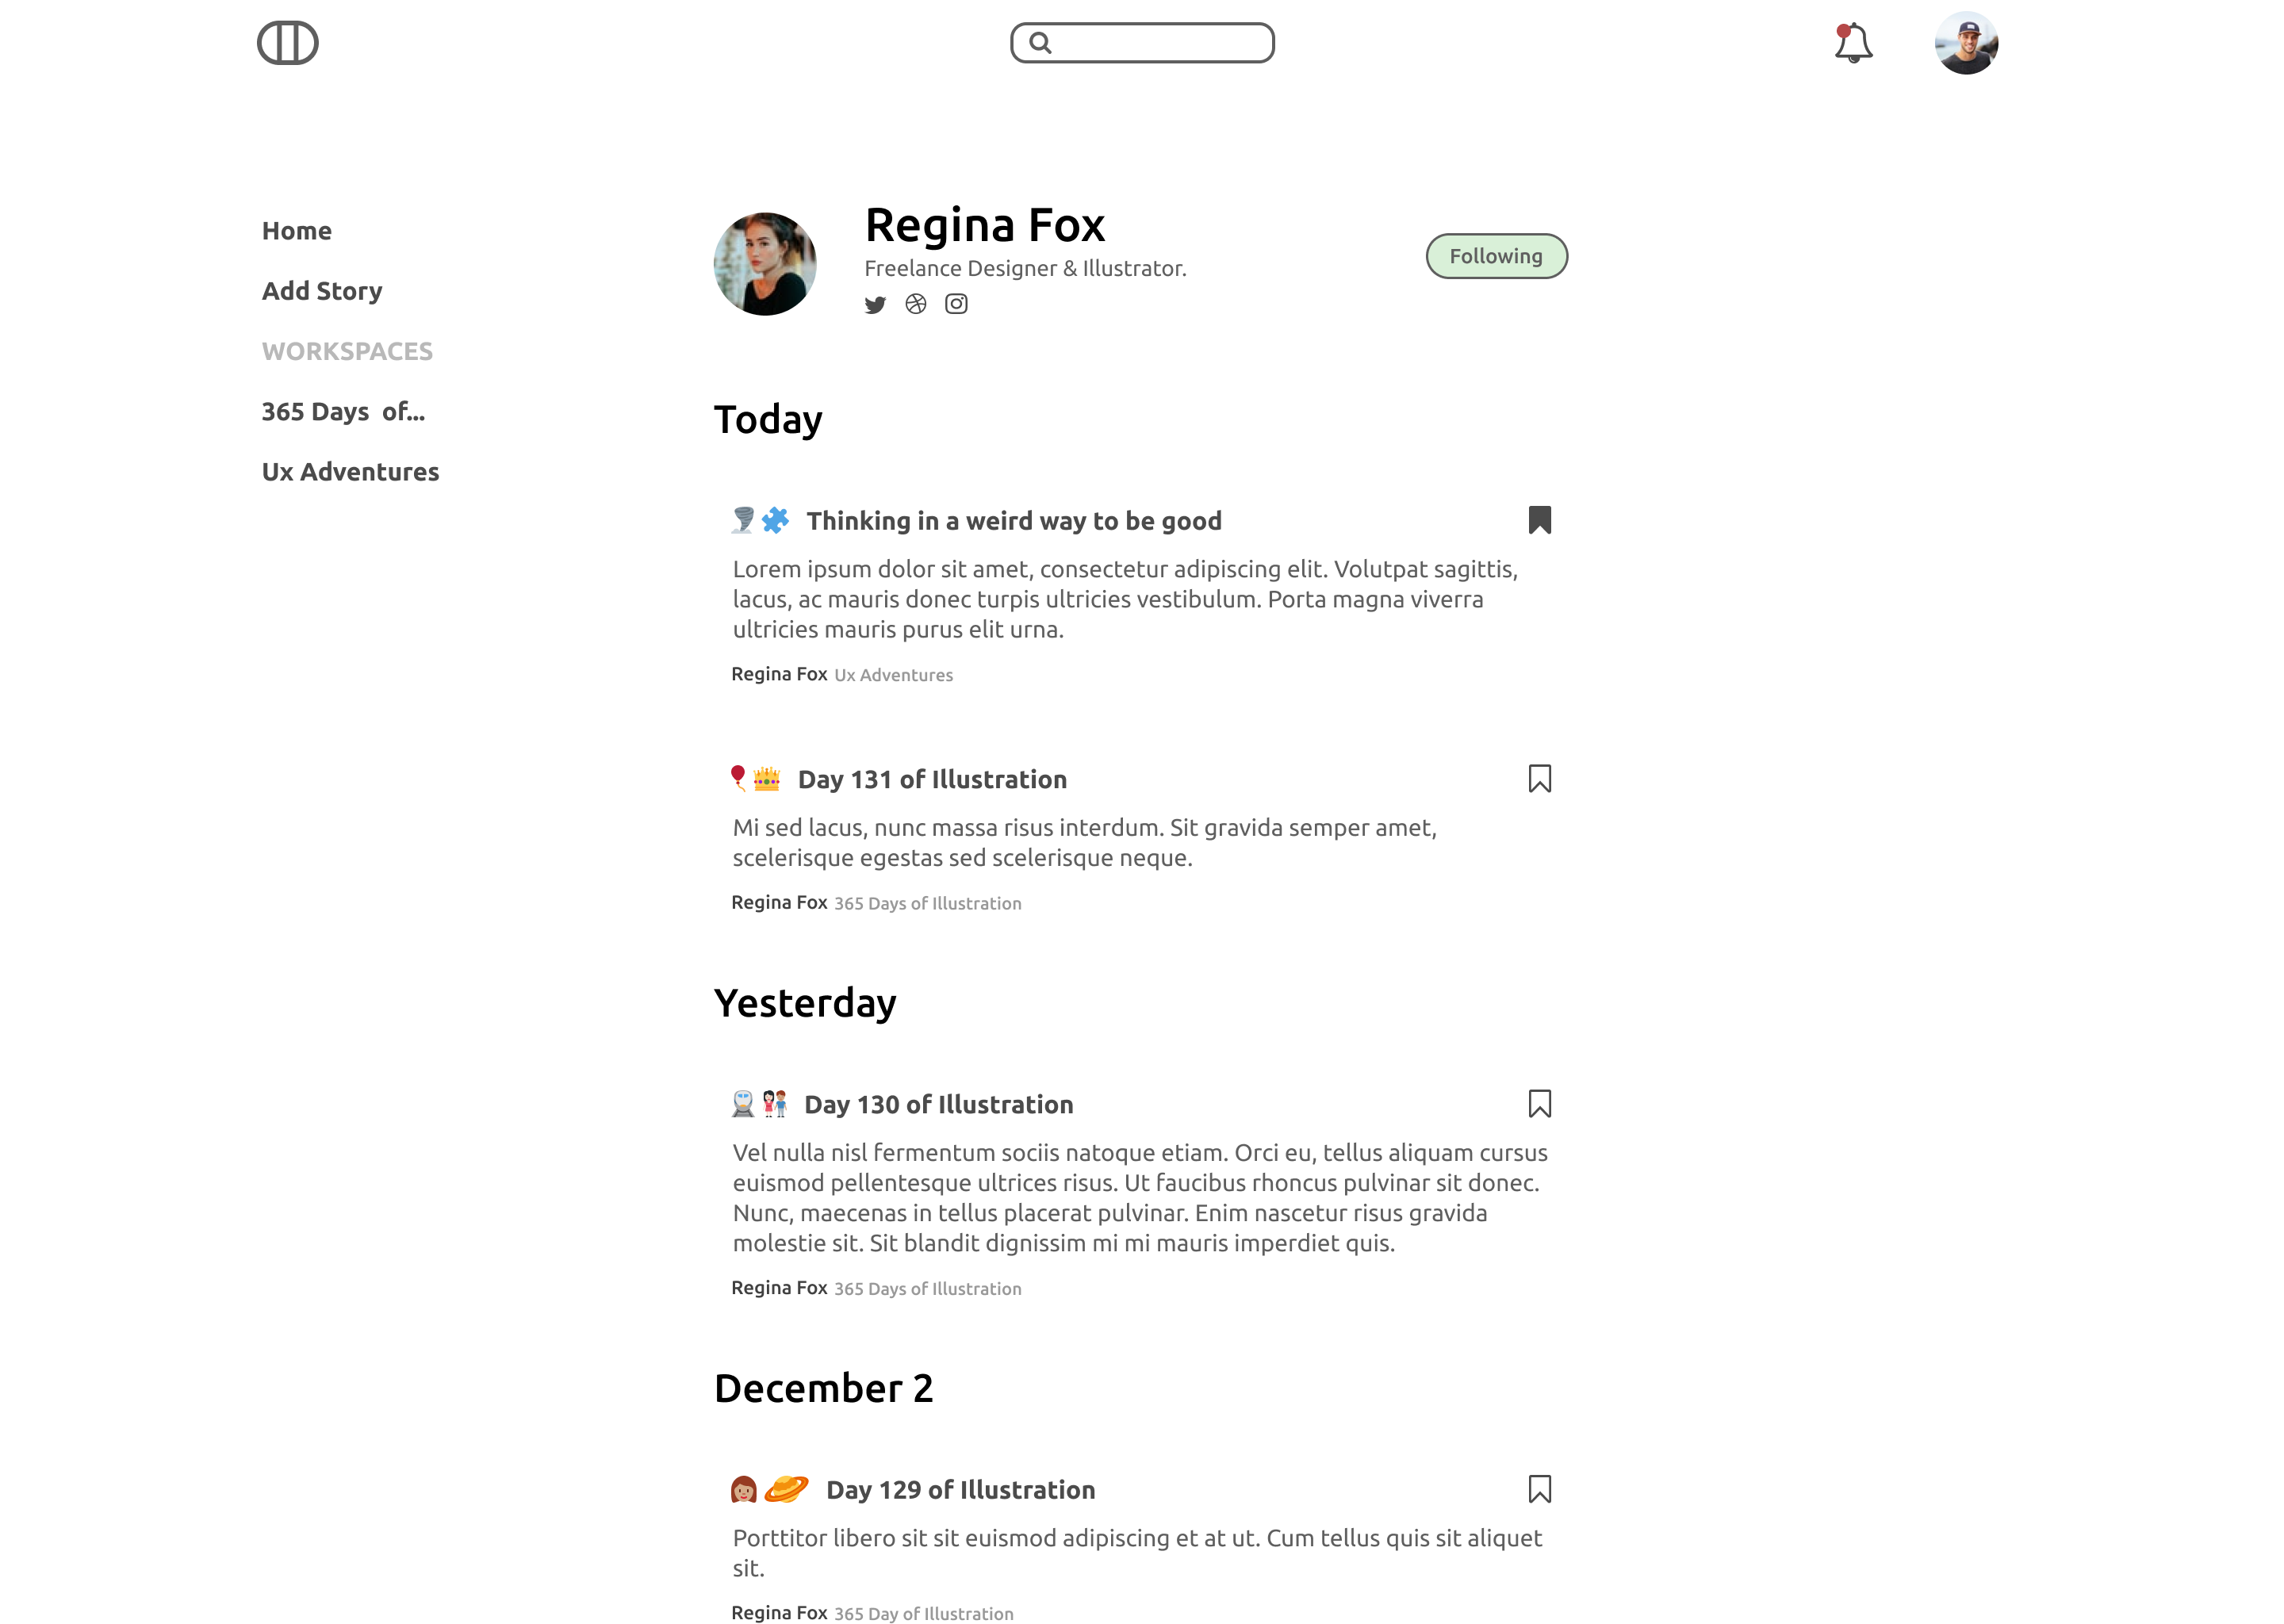 Home
Add Story
WORKSPACES
365 Days  of...
Ux Adventures
Regina Fox
Freelance Designer & Illustrator.
Following
Today
Thinking in a weird way to be good
Lorem ipsum dolor sit amet, consectetur adipiscing elit. Volutpat sagittis,
lacus, ac mauris donec turpis ultricies vestibulum. Porta magna viverra
ultricies mauris purus elit urna.
Regina Fox Ux Adventures
Day 131 of Illustration
Mi sed lacus, nunc massa risus interdum. Sit gravida semper amet,
scelerisque egestas sed scelerisque neque.
Regina Fox 365 Days of Illustration
Yesterday
Day 130 of Illustration
Vel nulla nisl fermentum sociis natoque etiam. Orci eu, tellus aliquam cursus
euismod pellentesque ultrices risus. Ut faucibus rhoncus pulvinar sit donec.
Nunc, maecenas in tellus placerat pulvinar. Enim nascetur risus gravida
molestie sit. Sit blandit dignissim mi mi mauris imperdiet quis.
Regina Fox 365 Days of Illustration
December 2
Day 129 of Illustration
Porttitor libero sit sit euismod adipiscing et at ut. Cum tellus quis sit aliquet
sit.
Regina Fox 365 Day of Illustration